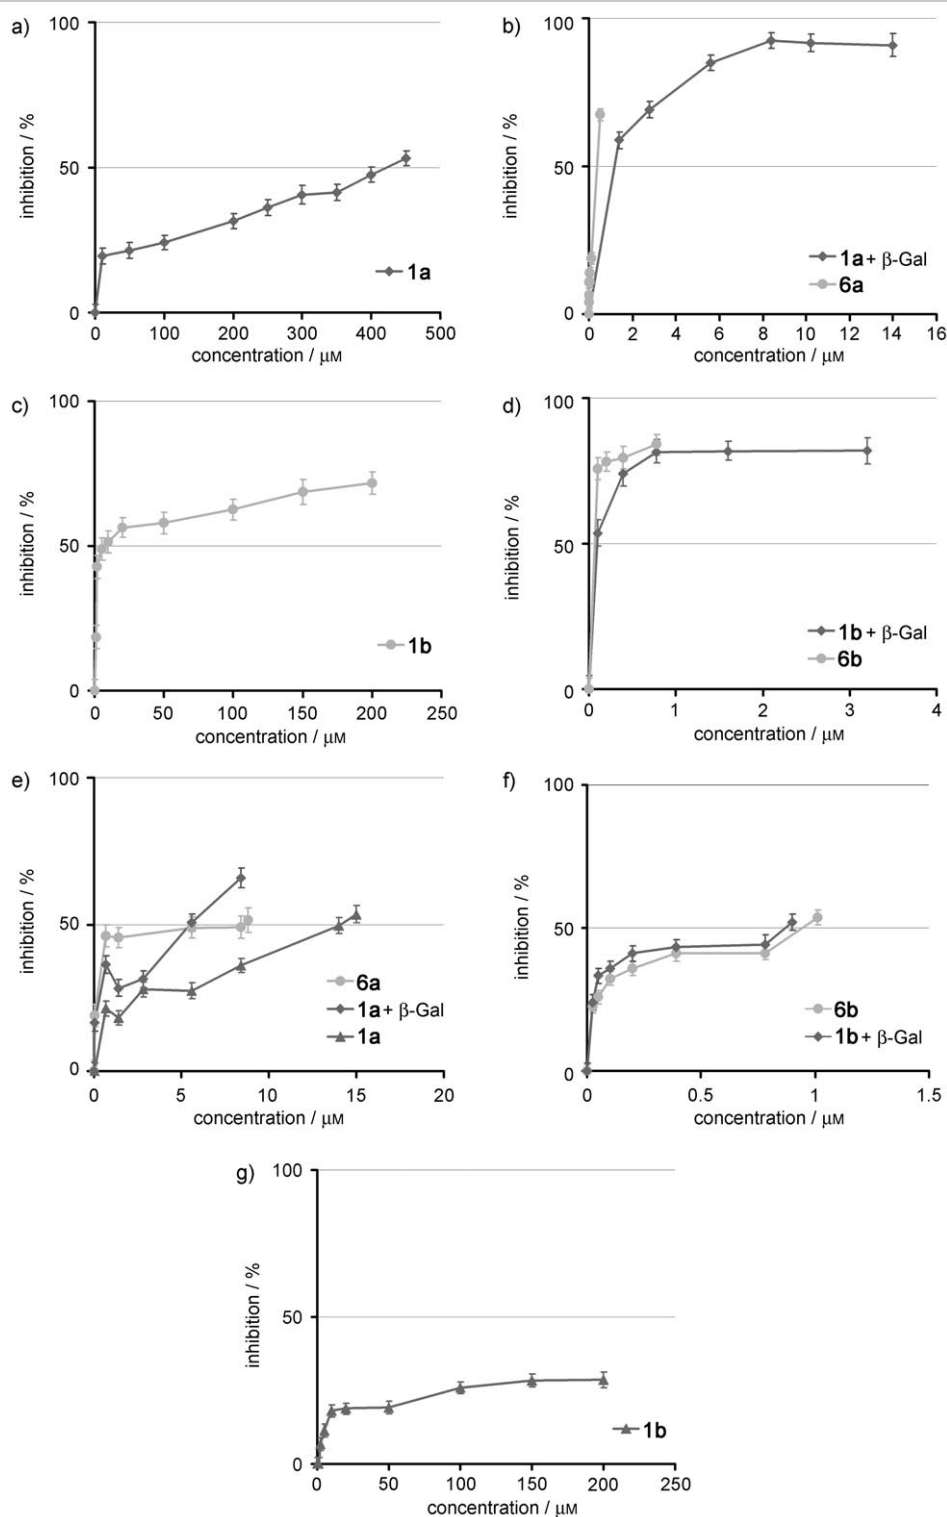 a)
100
50
0
inhibition / %
1a
0 100 200 300 400 500
concentration / μM
b)
100
50
0
inhibition / %
1a + β-Gal
6a
0 2 4 6 8 10 12 14 16
concentration / μM
c)
100
50
0
inhibition / %
1b
0 50 100 150 200 250
concentration / μM
d)
100
50
0
inhibition / %
1b + β-Gal
6b
0 1 2 3 4
concentration / μM
e)
100
50
0
inhibition / %
6a
1a + β-Gal
1a
0 5 10 15 20
concentration / μM
f)
100
50
0
inhibition / %
6b
1b + β-Gal
0 0.5 1 1.5
concentration / μM
g)
100
50
0
inhibition / %
1b
0 50 100 150 200 250
concentration / μM